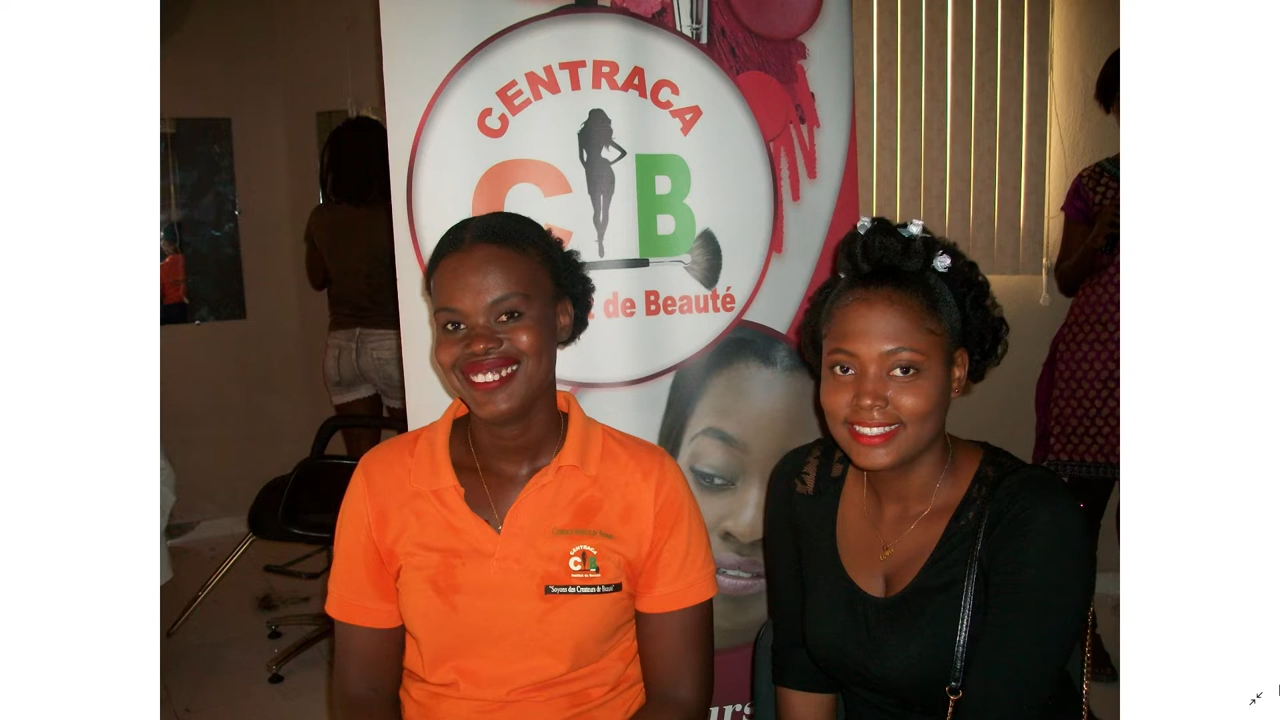 CENTRACA
C B
de Beauté
CENTRACA
C B
"Soyons des Createurs de Beauté"